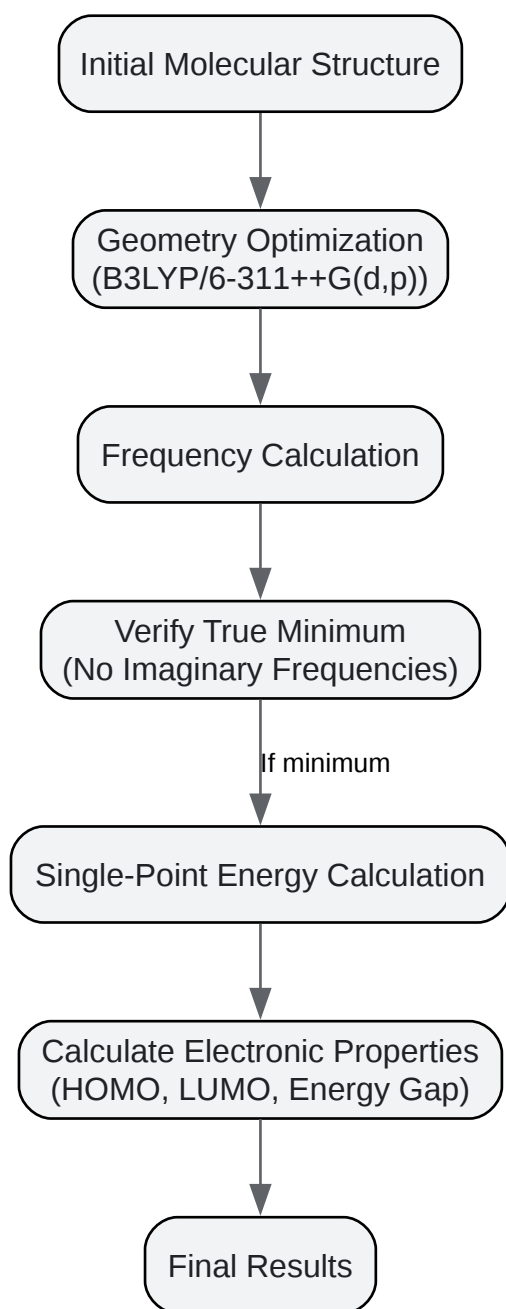 Initial Molecular Structure
Geometry Optimization
(B3LYP/6-311++G(d,p))
Frequency Calculation
Verify True Minimum
(No Imaginary Frequencies)
If minimum
Single-Point Energy Calculation
Calculate Electronic Properties
(HOMO, LUMO, Energy Gap)
Final Results